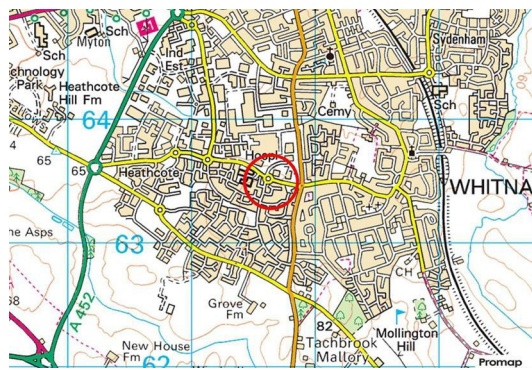 Myton
Sch
41
Ind
Est
Sydenham
Sch
chnology
Park
Heathcote
Hill Fm
Cemy
Sch
64
4
65
65
Heathcote
WHITNA
he Asps
63
CH
A 452
Grove
Fm
68
82
Tachbrook
Mallory
Mollington
Hill
New House
Fm
62
Promap